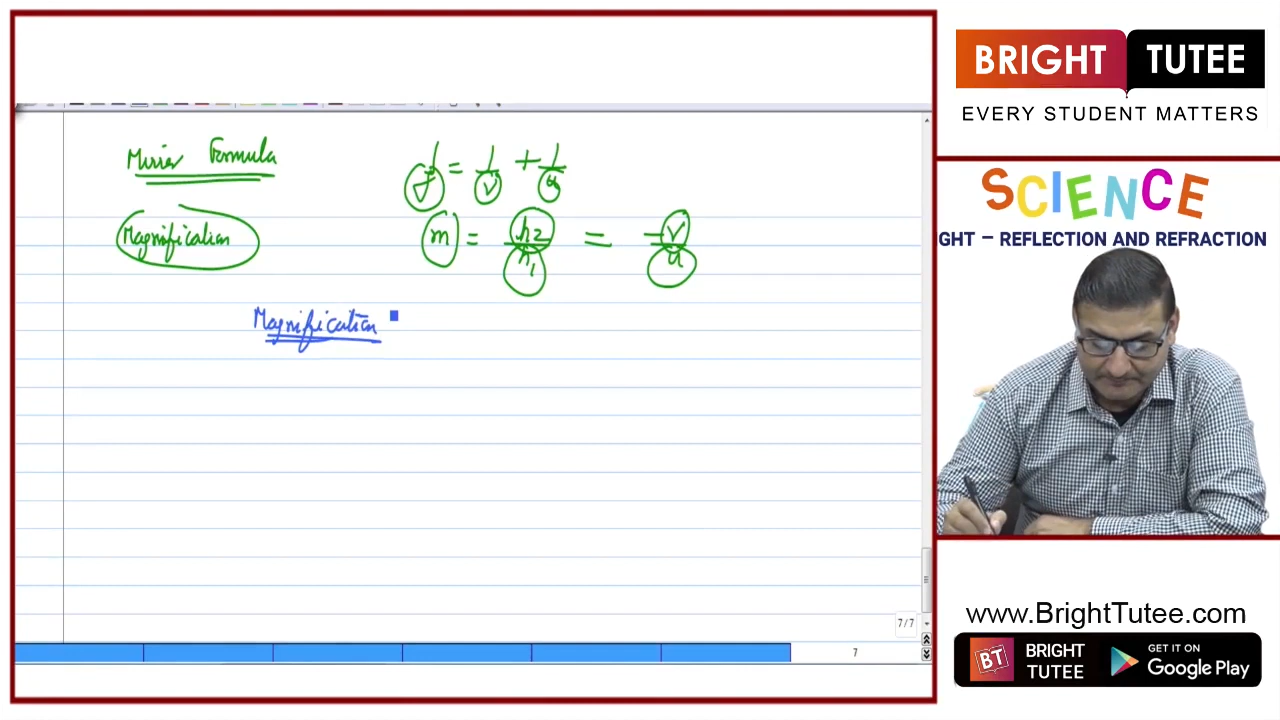 BRIGHT TUTEE
EVERY STUDENT MATTERS
SCIENCE
GHT – REFLECTION AND REFRACTION
Mirror Formula
1/f = 1/v + 1/u
Magnification
m = h2/h1 = -v/u
Magnification
7/7
7
www.BrightTutee.com
BT
BRIGHT
TUTEE
GET IT ON
Google Play